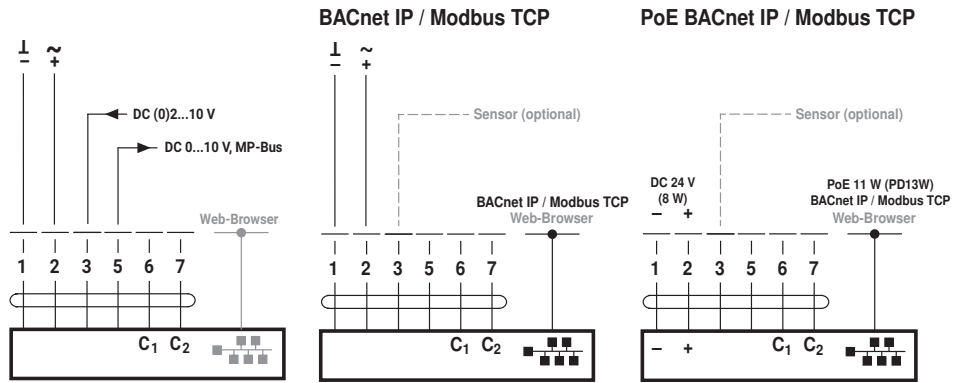 BACnet IP / Modbus TCP
PoE BACnet IP / Modbus TCP
⊥ ~
– +
DC (0)2...10 V
DC 0...10 V, MP-Bus
Web-Browser
1 2 3 5 6 7
C1 C2
⊥ ~
– +
Sensor (optional)
BACnet IP / Modbus TCP
Web-Browser
1 2 3 5 6 7
C1 C2
Sensor (optional)
DC 24 V
(8 W)
– +
PoE 11 W (PD13W)
BACnet IP / Modbus TCP
Web-Browser
1 2 3 5 6 7
– + C1 C2